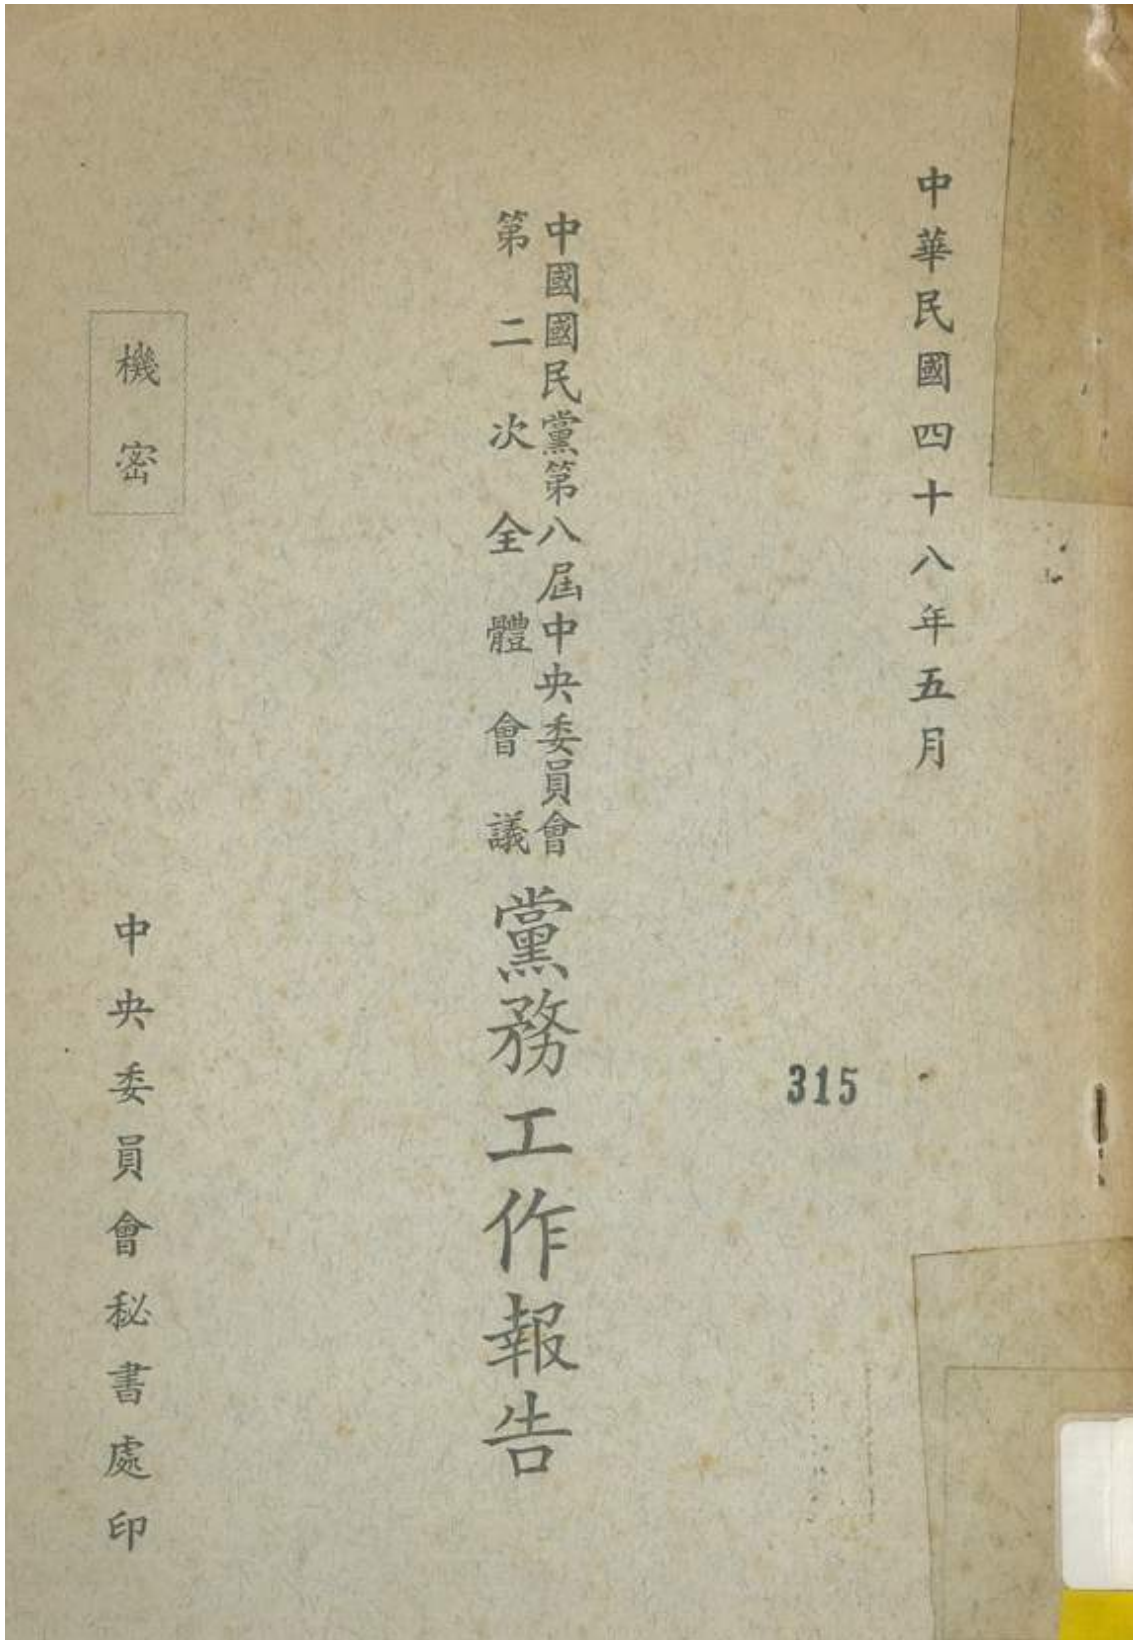 中華民國四十八年五月
315
中國國民黨第八屆中央委員會
第二次全體會議
黨務工作報告
機密
中央委員會秘書處印